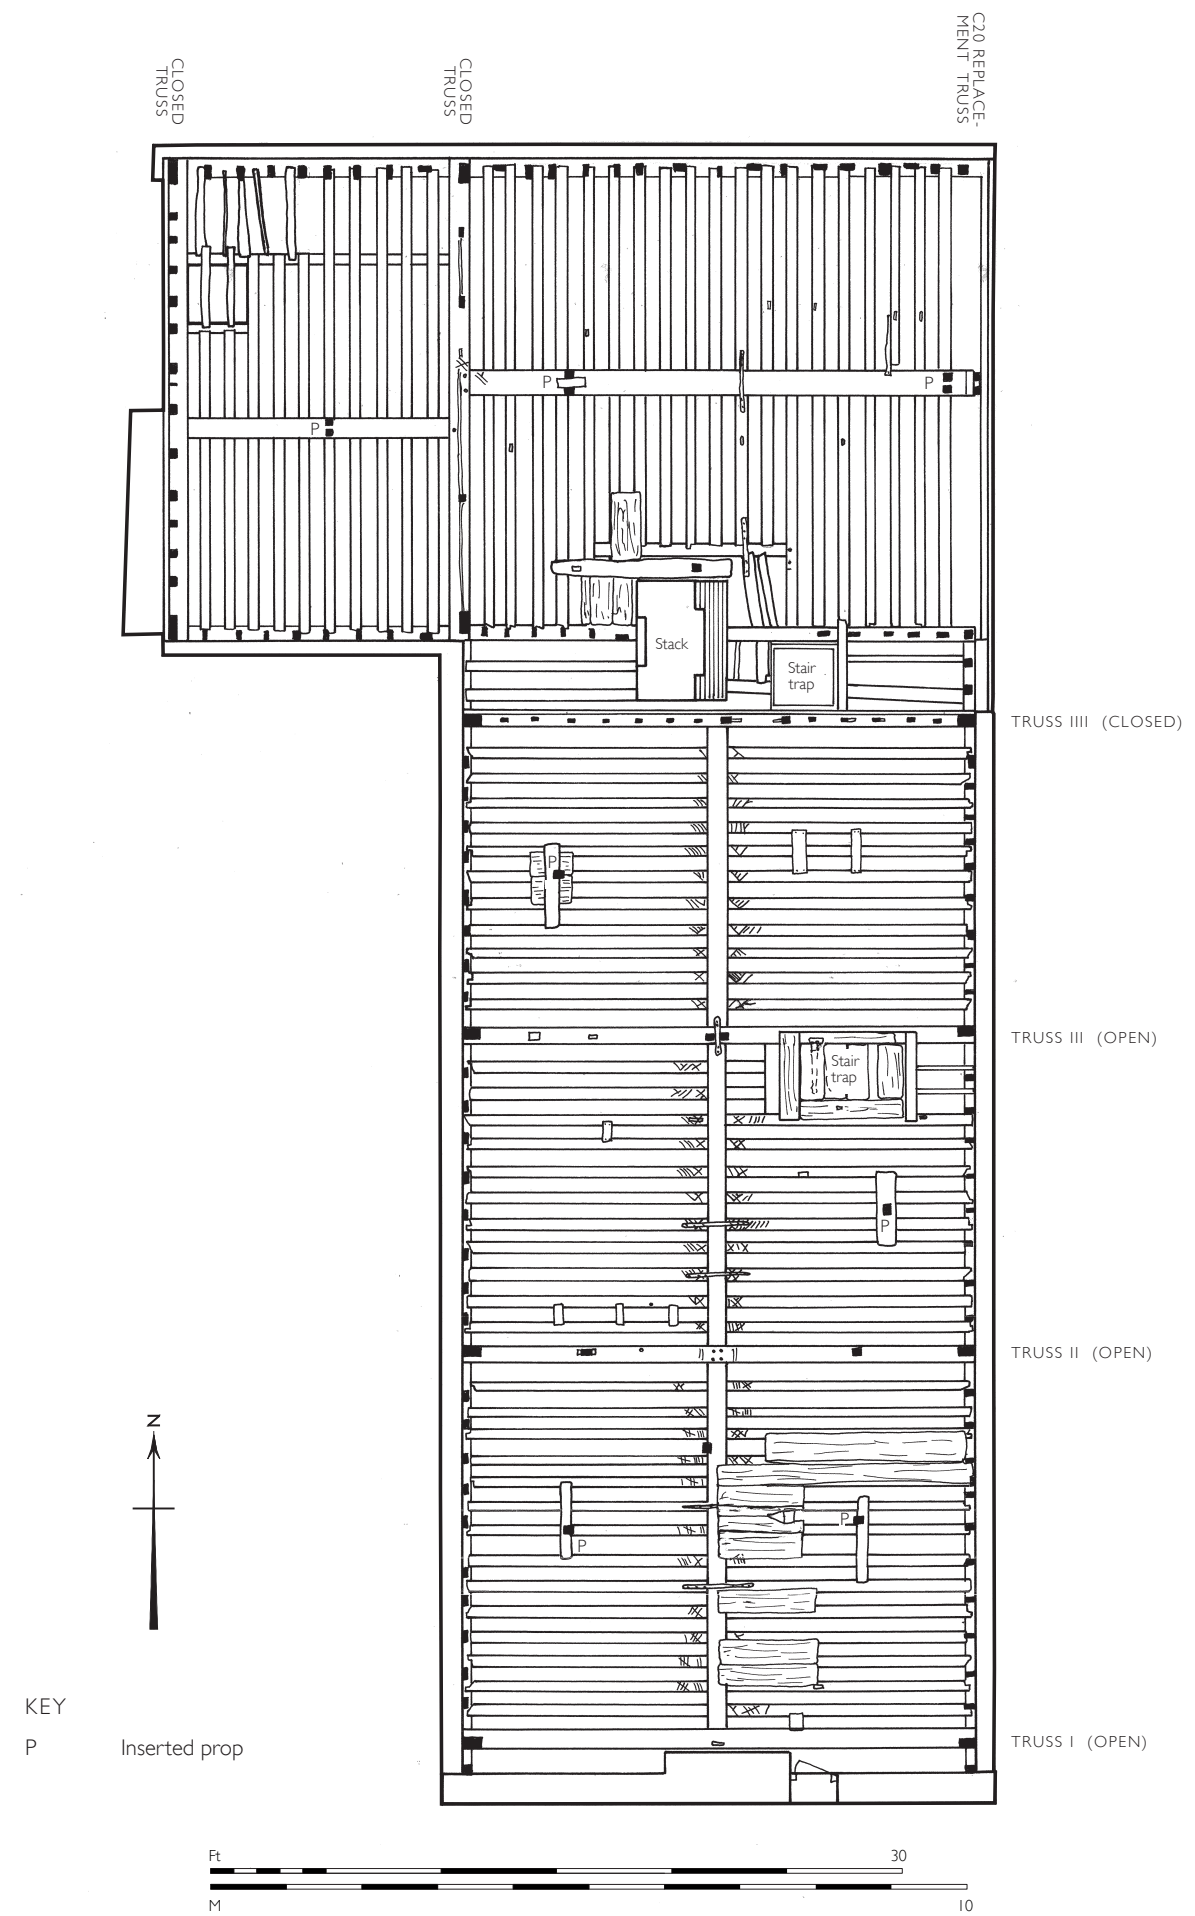 CLOSED
TRUSS
CLOSED
TRUSS
C20 REPLACE-
MENT TRUSS
P
P
P
Stack
Stair
trap
TRUSS IIII (CLOSED)
P
TRUSS III (OPEN)
Stair
trap
P
TRUSS II (OPEN)
N
P
P
KEY
P Inserted prop
TRUSS I (OPEN)
Ft 30
M 10